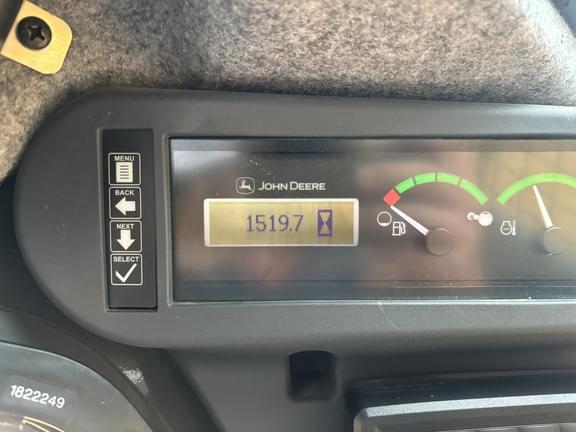 MENU
BACK
NEXT
SELECT
JOHN DEERE
1519.7
1822249